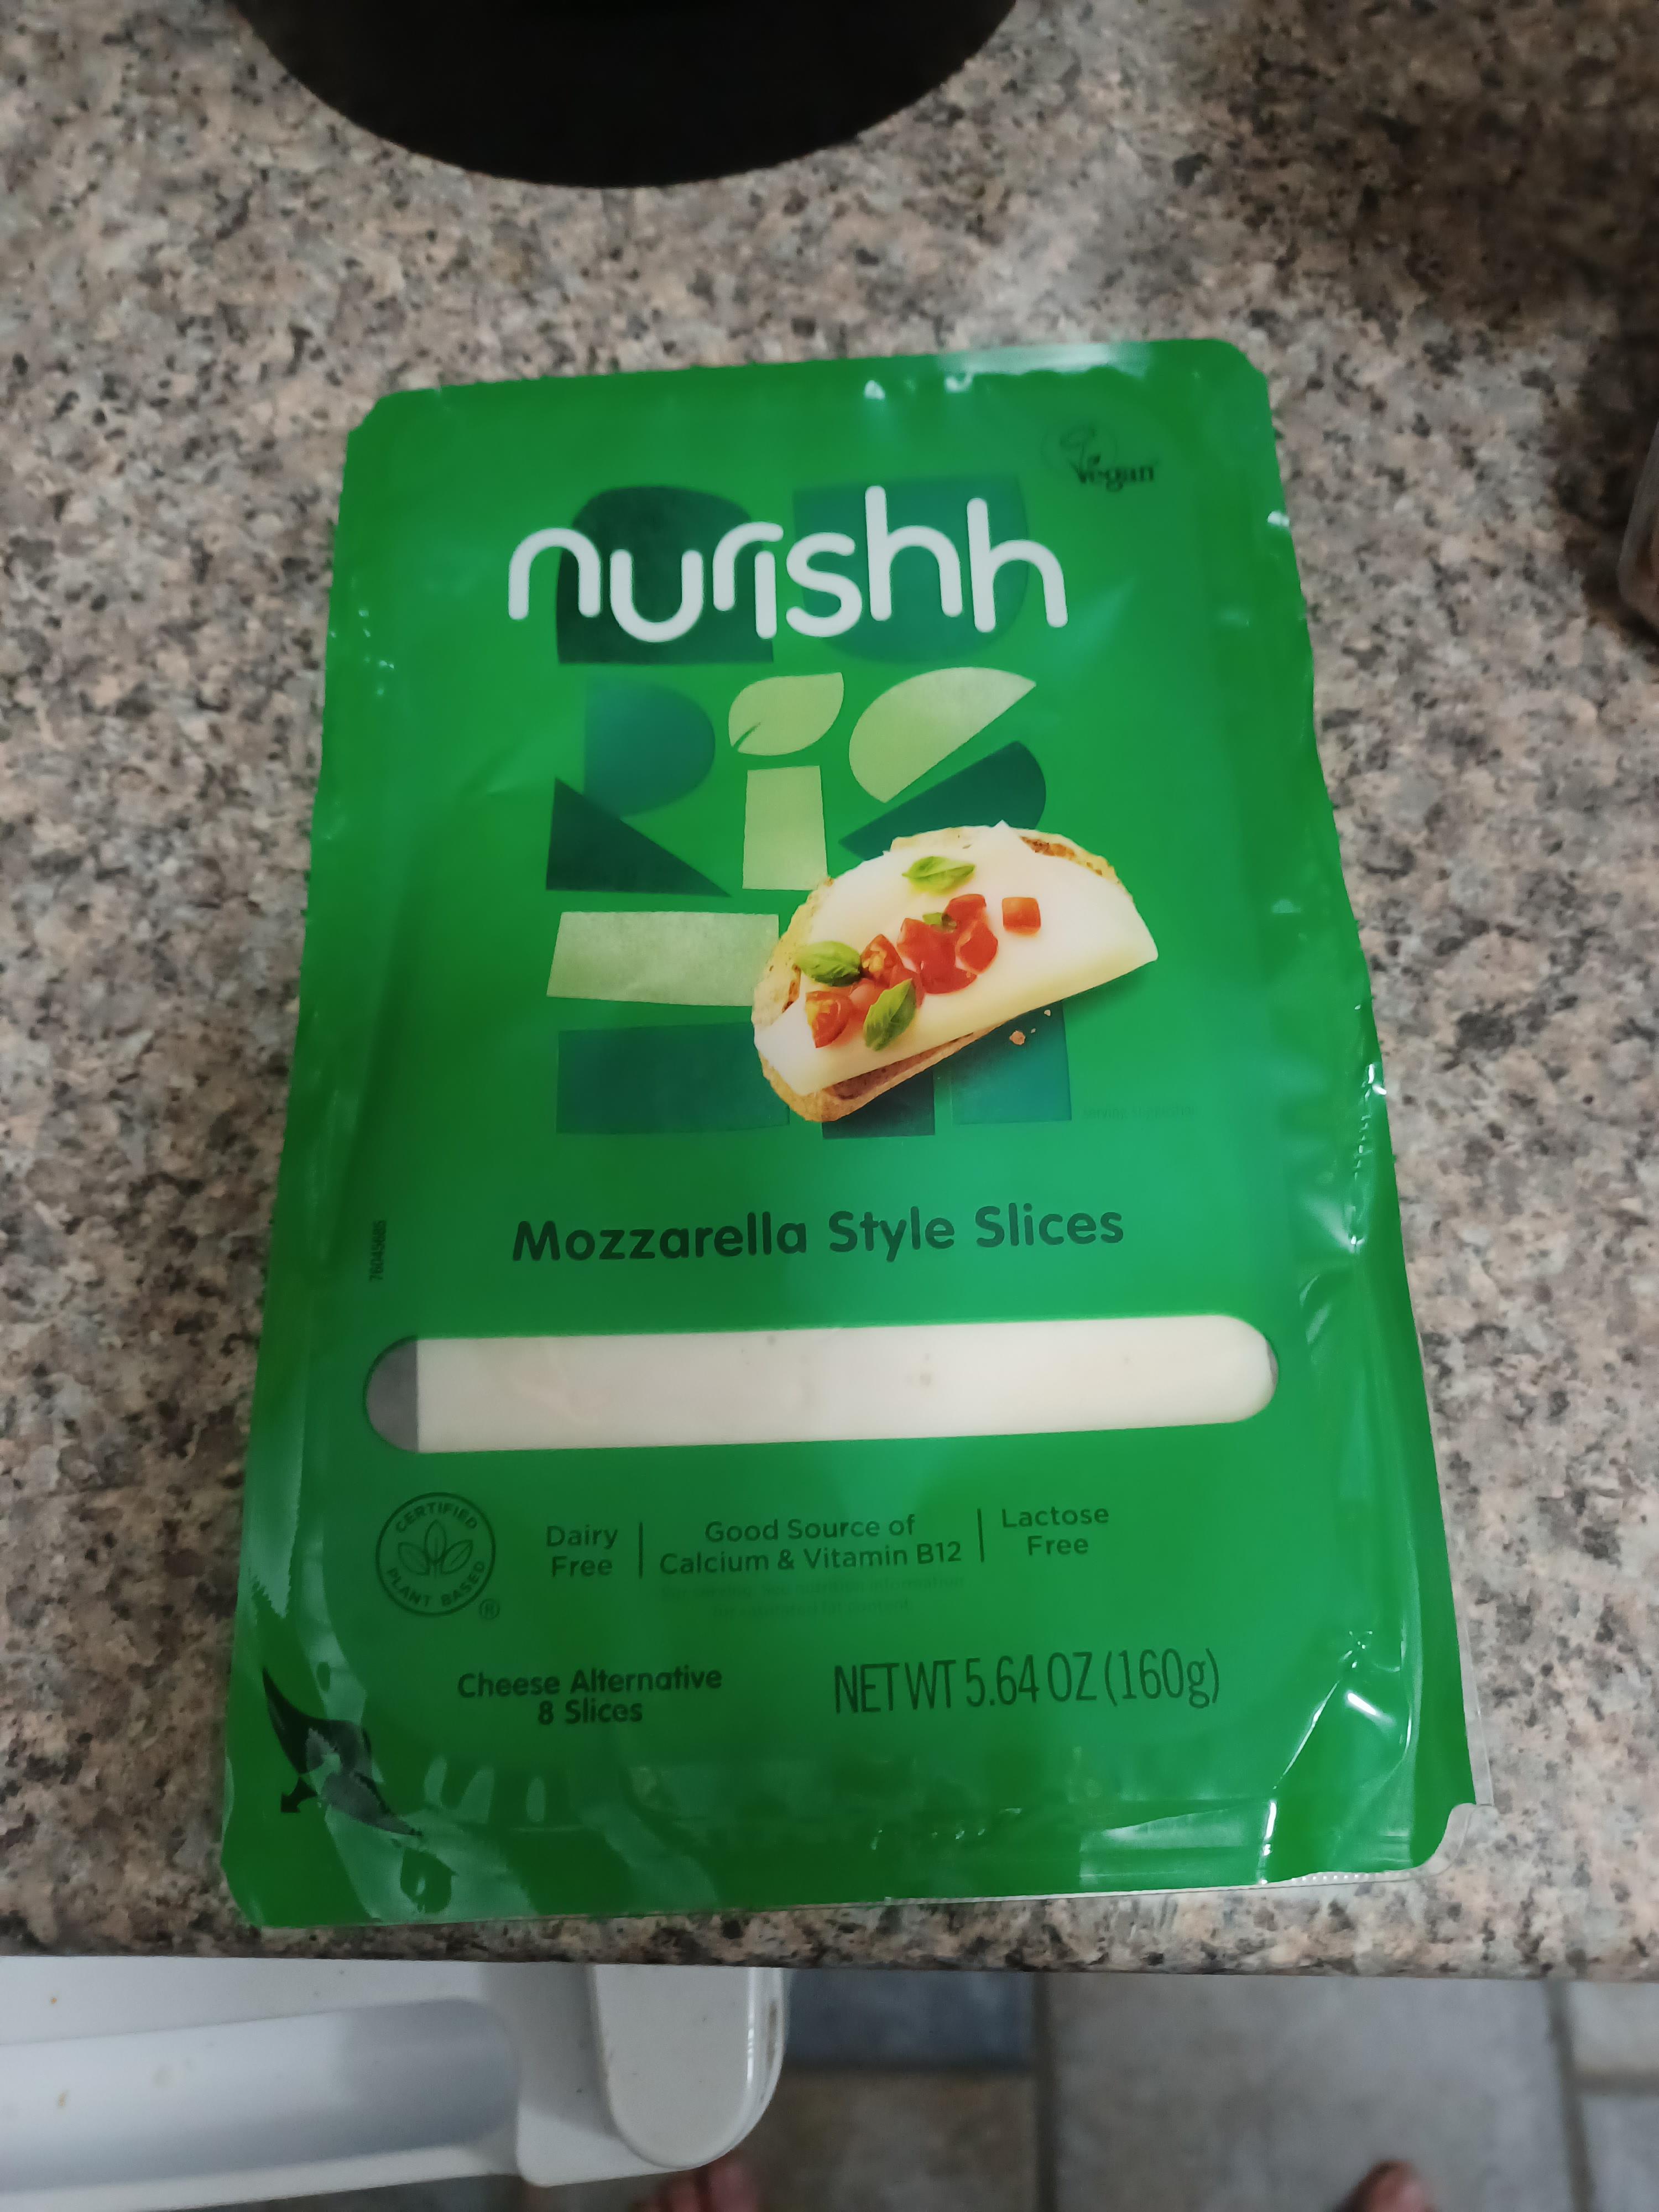 Vegan
nurishh
Mozzarella Style Slices
76045685
CERTIFIED
PLANT BASED
®
Dairy
Free
Good Source of
Calcium & Vitamin B12
Lactose
Free
Cheese Alternative
8 Slices
NET WT 5.64 OZ (160g)